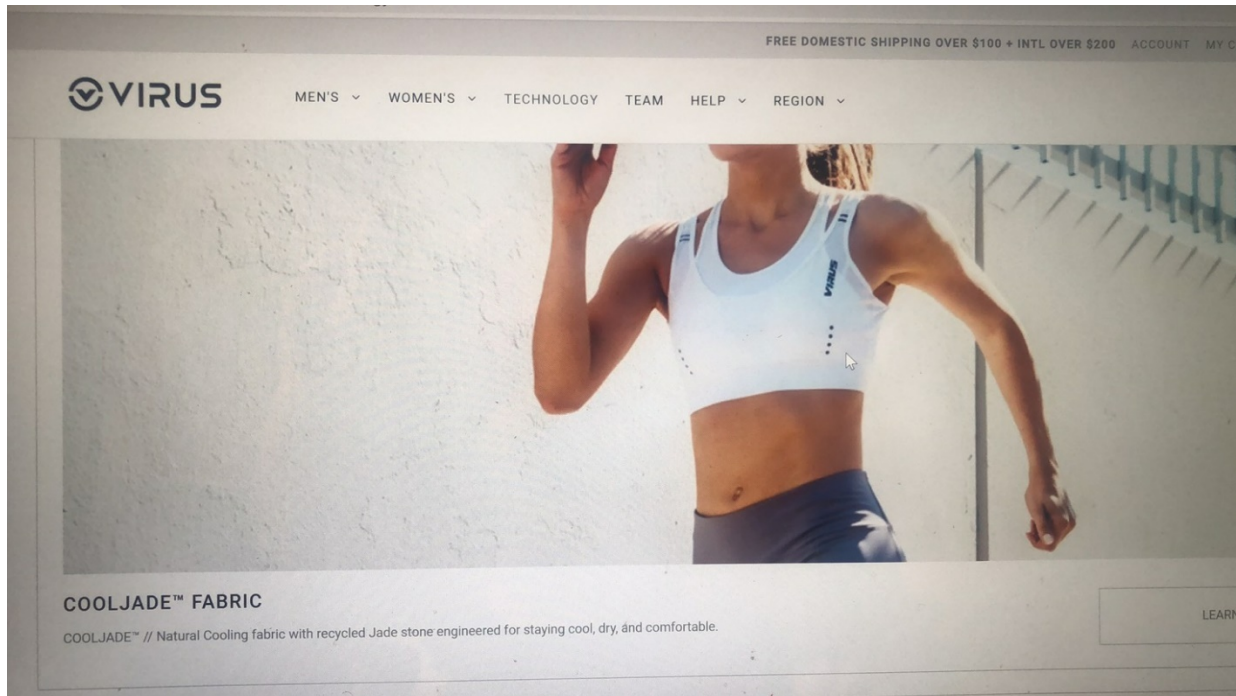 FREE DOMESTIC SHIPPING OVER $100 + INTL OVER $200 ACCOUNT MY
VIRUS
MEN'S WOMEN'S TECHNOLOGY TEAM HELP REGION
VIRUS
COOLJADE™ FABRIC
COOLJADE™ // Natural Cooling fabric with recycled Jade stone engineered for staying cool, dry, and comfortable.